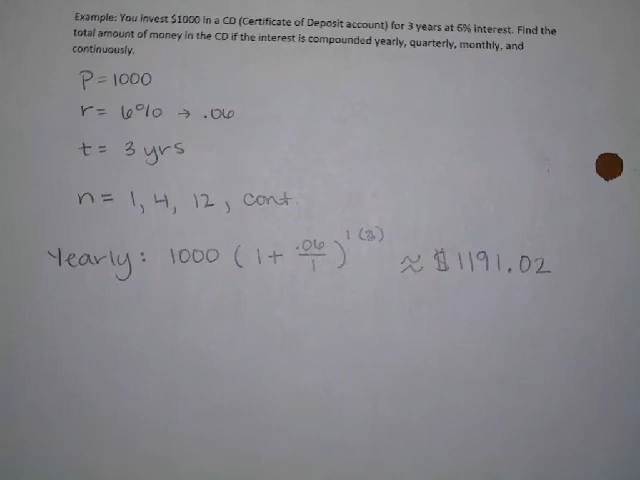 Example: You invest $1000 in a CD (Certificate of Deposit account) for 3 years at 6% interest. Find the
total amount of money in the CD if the interest is compounded yearly, quarterly, monthly, and
continuously.
P = 1000
r = 6% → .06
t = 3 yrs
n = 1, 4, 12, cont.
Yearly: 1000 (1 + .06/1)^1(3) ≈ $1191.02